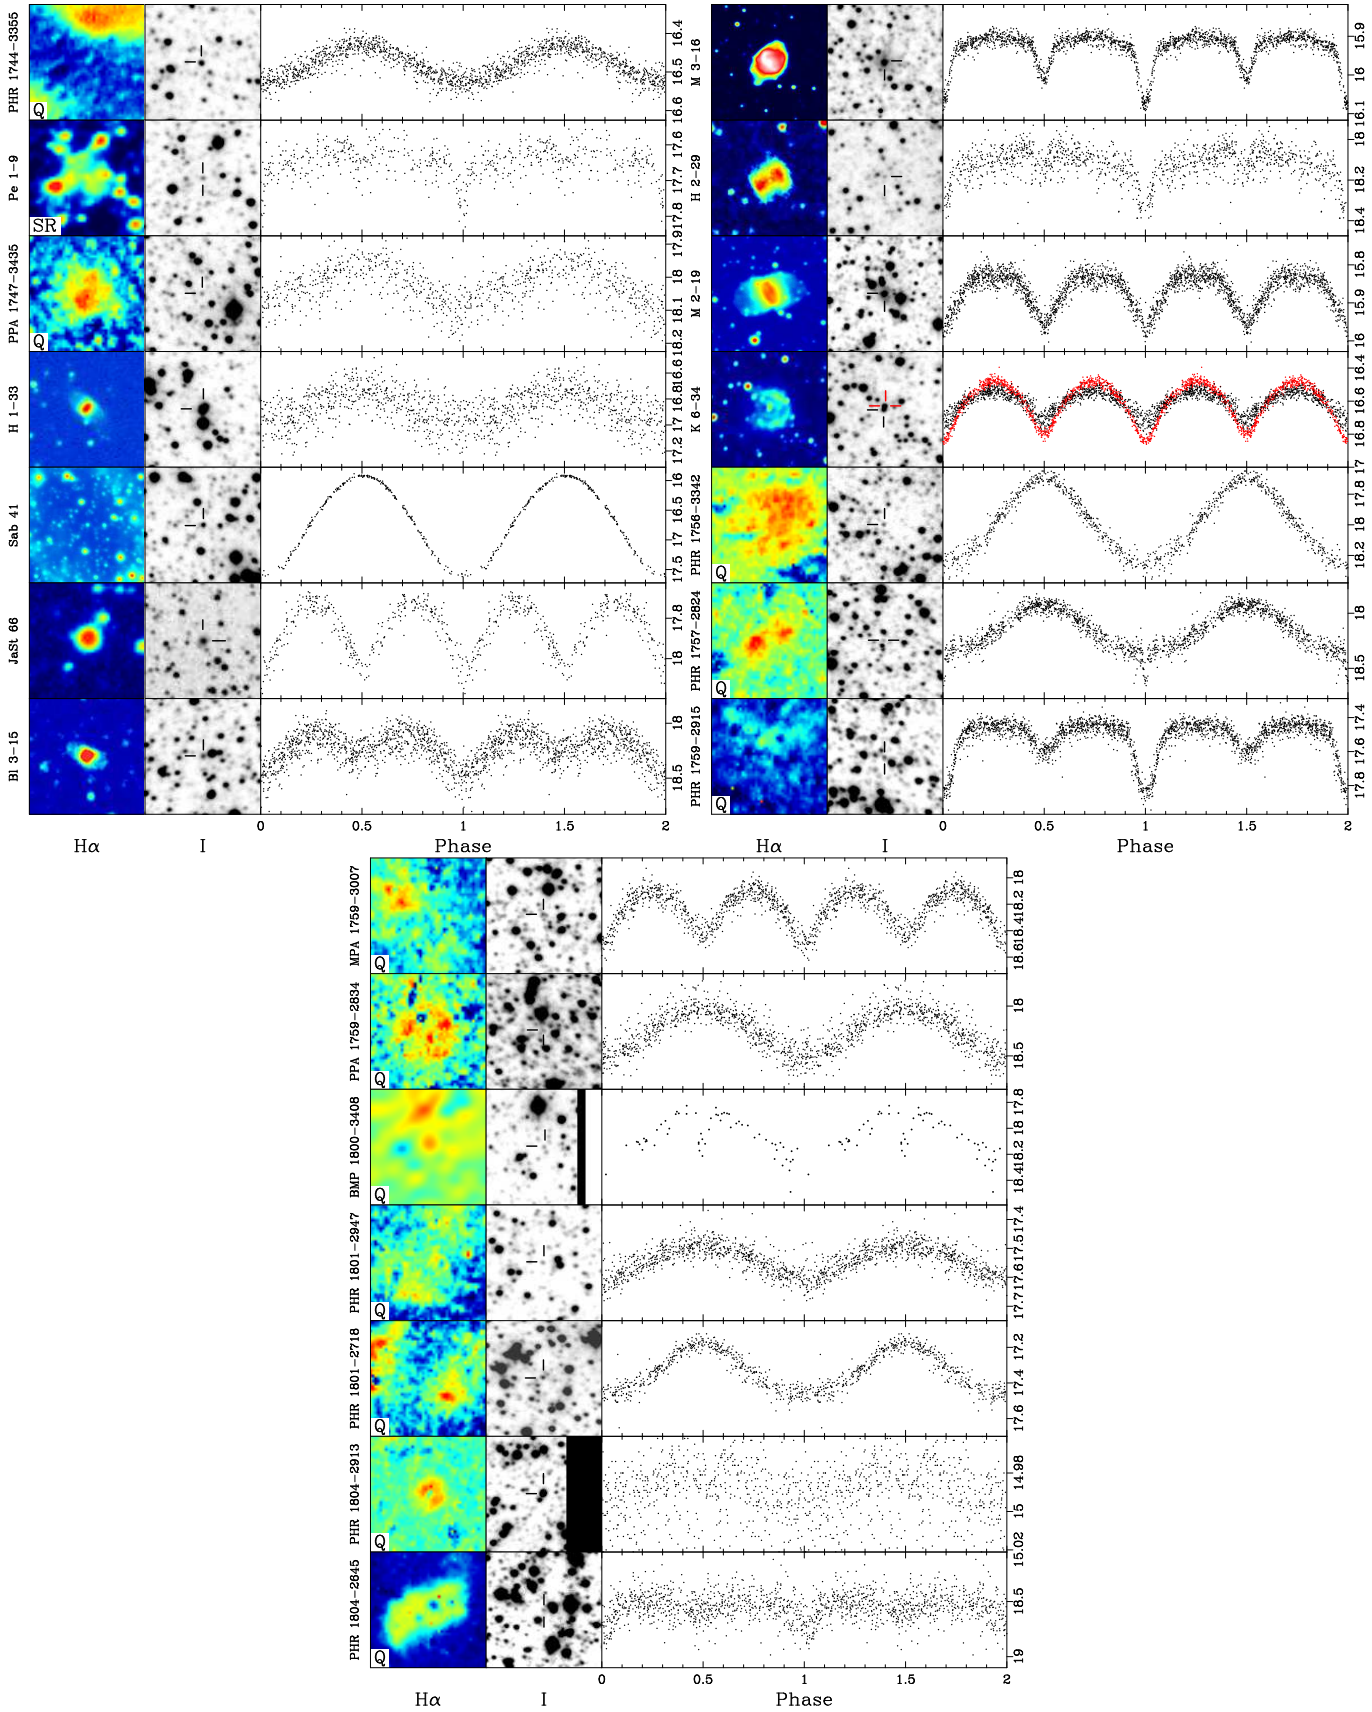 PHR 1744-3355
Q
16.4
16.5
16.6
Pe 1-9
SR
17.6
17.7
17.8
17.9
PPA 1747-3435
Q
17.9
18
18.1
18.2
H 1-33
16.6
16.8
17
17.2
Sab 41
16
16.5
17
17.5
JaSt 66
17.8
18
Bl 3-15
18
18.5
0
0.5
1
1.5
2
Hα
I
Phase
M 3-16
15.9
16
16.1
H 2-29
18
18.2
18.4
M 2-19
15.8
15.9
16
K 6-34
16.4
16.6
16.8
17
PHR 1756-3342
Q
17.8
18.2
PHR 1757-2824
Q
18
18.5
PHR 1759-2915
Q
17.4
17.6
17.8
0
0.5
1
1.5
2
Hα
I
Phase
MPA 1759-3007
Q
18
18.2
18.4
18.6
PPA 1759-2834
Q
18
18.5
BMP 1800-3408
Q
17.8
18
18.2
18.4
PHR 1801-2947
Q
17.4
17.5
17.6
17.7
PHR 1801-2718
Q
17.2
17.4
17.6
PHR 1804-2913
Q
14.98
15
15.02
PHR 1804-2645
Q
18.5
19
0
0.5
1
1.5
2
Hα
I
Phase